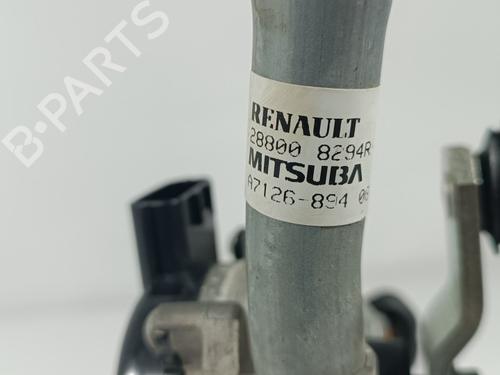 B-PARTS
RENAULT
28800 8294R
MITSUBA
A7126-894